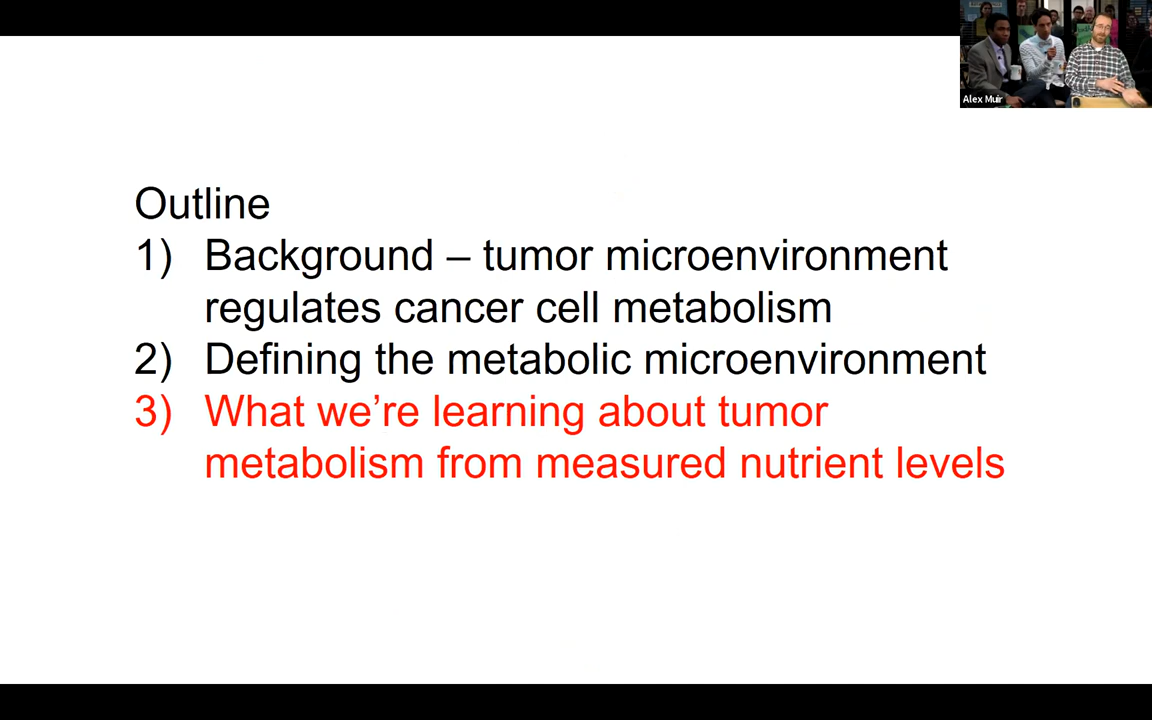 Alex Muir
Outline
1) Background – tumor microenvironment
regulates cancer cell metabolism
2) Defining the metabolic microenvironment
3) What we’re learning about tumor
metabolism from measured nutrient levels